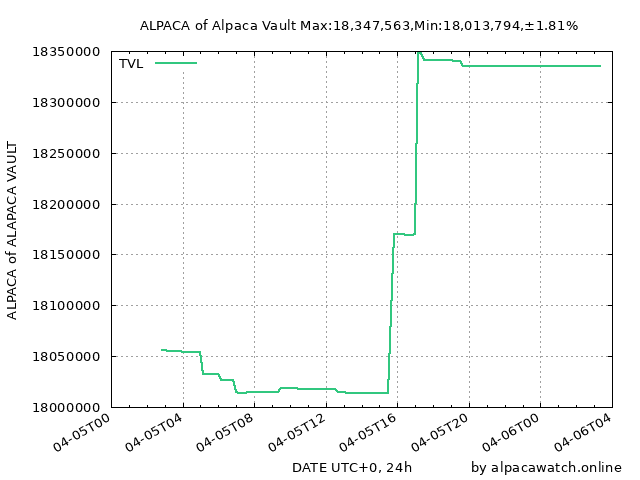 ALPACA of Alpaca Vault Max:18,347,563,Min:18,013,794,±1.81%
TVL
ALPACA of ALAPACA VAULT
18350000
18300000
18250000
18200000
18150000
18100000
18050000
18000000
04-05T00
04-05T04
04-05T08
04-05T12
04-05T16
04-05T20
04-06T00
04-06T04
DATE UTC+0, 24h
by alpacawatch.online